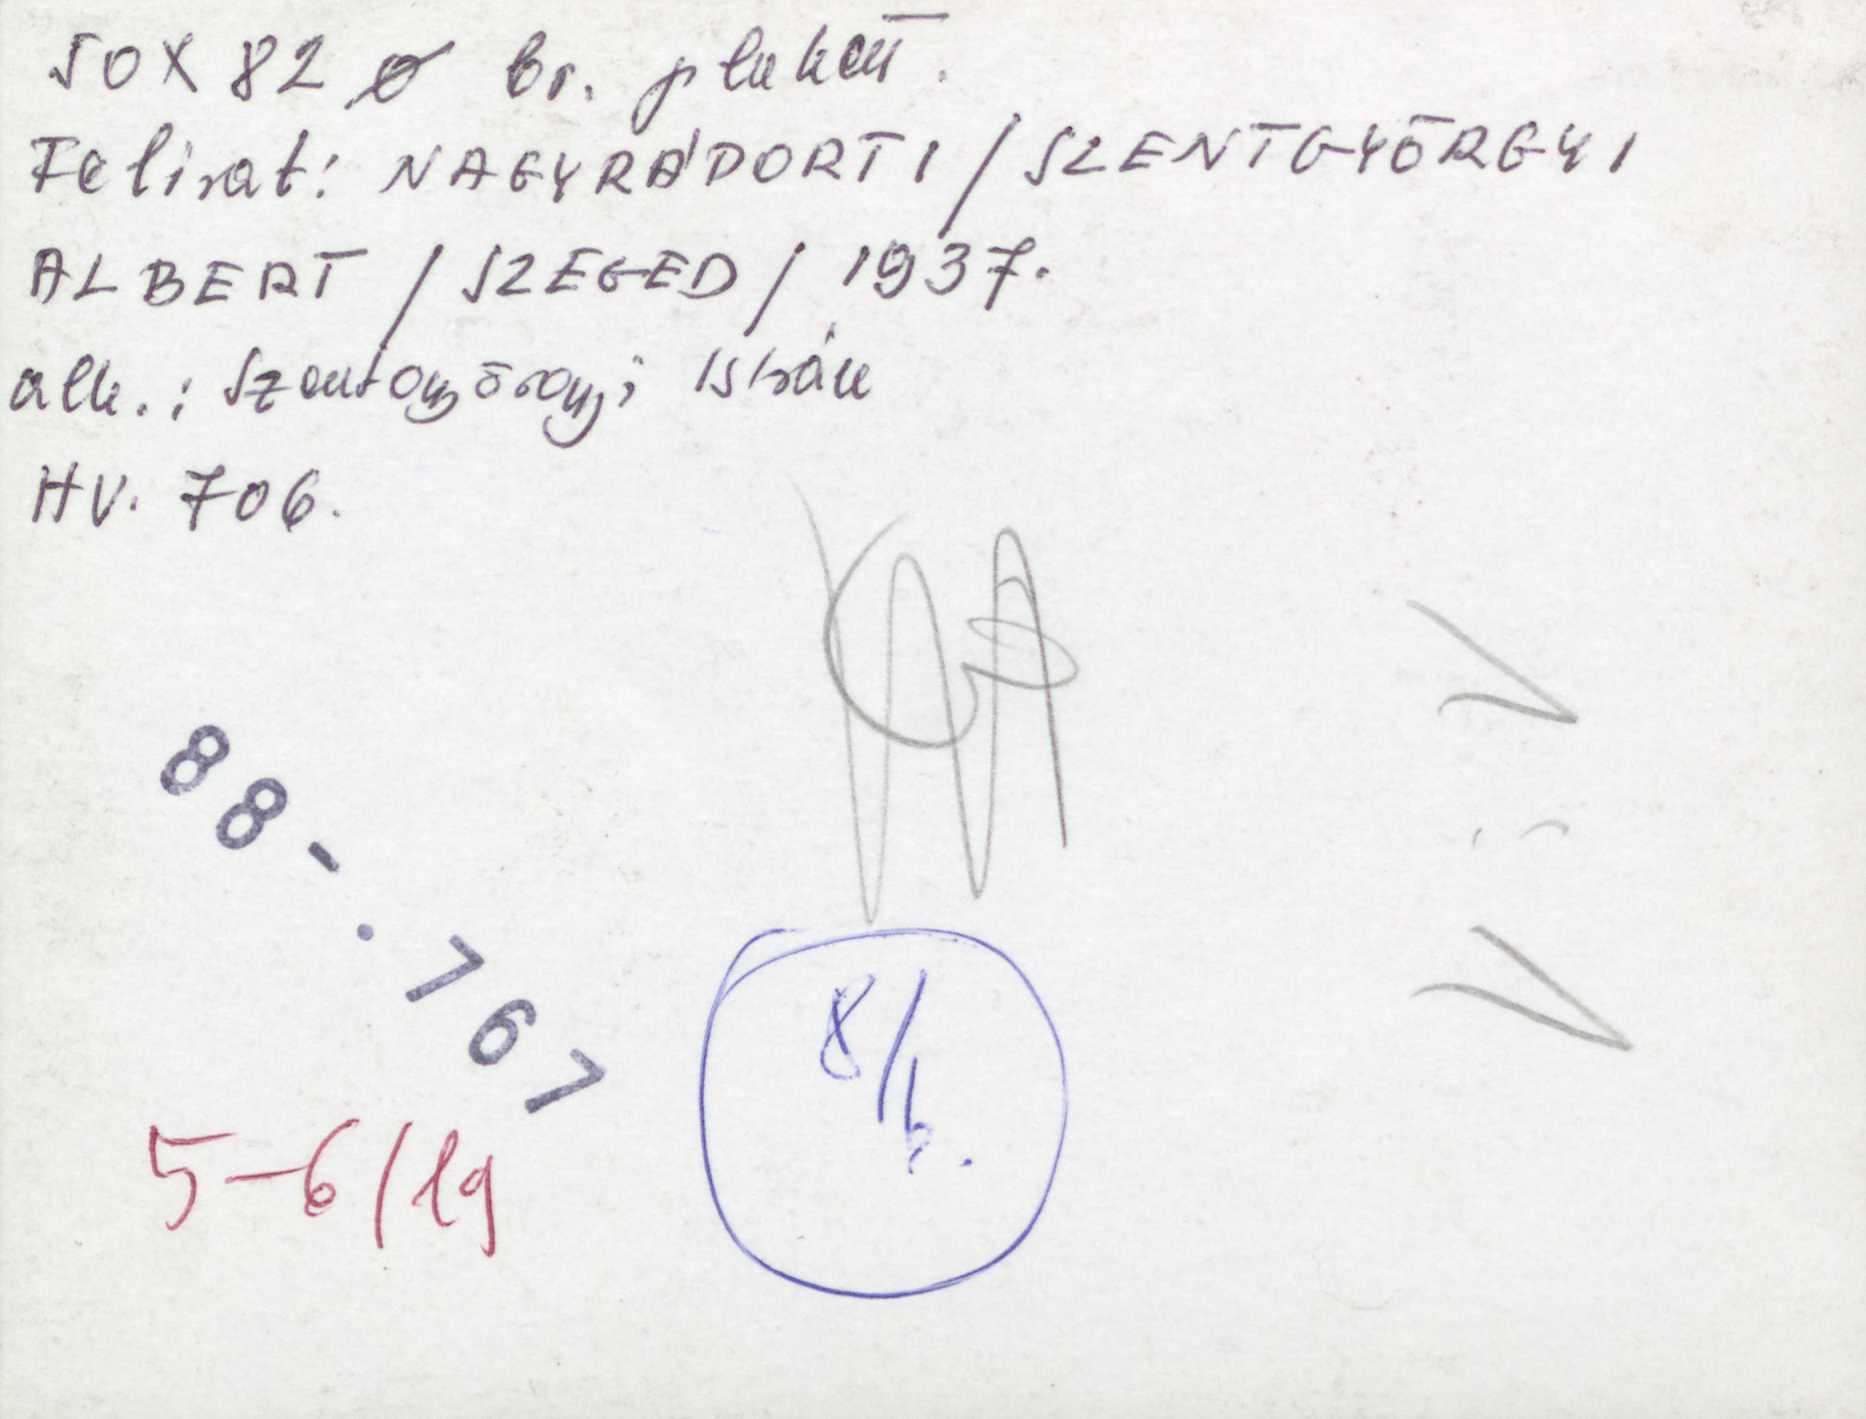 50X82 ø br. plakett.
Felirat: NAGYRÁPORTI / SZENTGYÖRGYI
ALBERT / SZEGED / 1937.
alk.: Szentgyörgyi István
HV. 706.
88-.767
8/b.
5-6/19